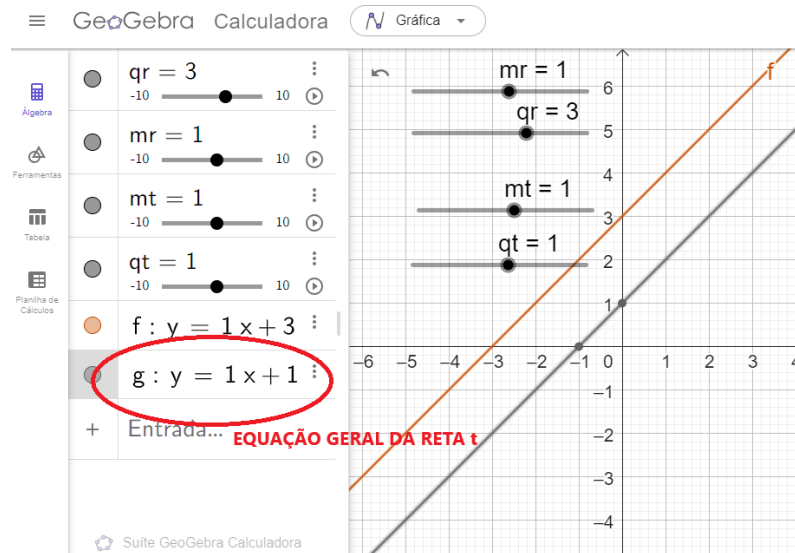 GeoGebra Calculadora
Gráfica
Álgebra
Ferramentas
Tabela
Planilha de
Cálculos
qr = 3
-10 10
mr = 1
-10 10
mt = 1
-10 10
qt = 1
-10 10
f : y = 1 x + 3
g : y = 1 x + 1
+ Entrada...
EQUAÇÃO GERAL DA RETA t
Suíte GeoGebra Calculadora
mr = 1
qr = 3
mt = 1
qt = 1
f
6
5
4
3
2
1
-6 -5 -4 -3 -2 -1 0 1 2 3 4
-1
-2
-3
-4